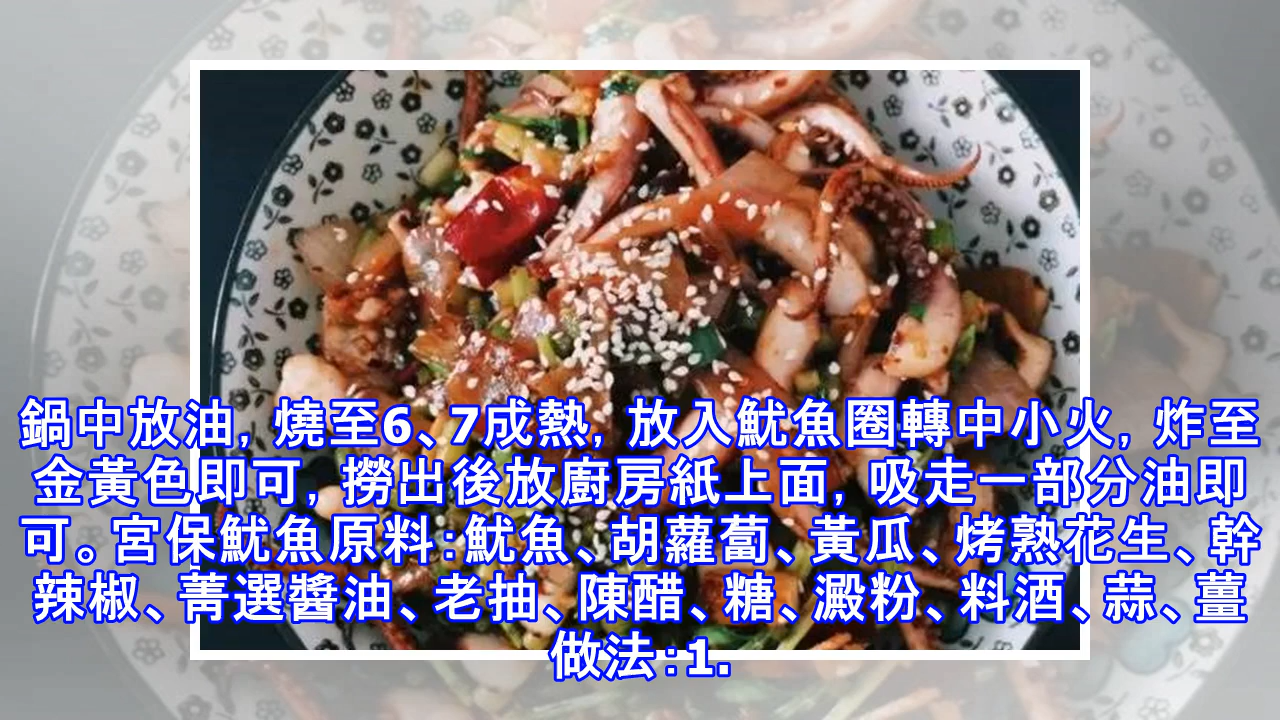 鍋中放油, 燒至6、7成熱, 放入魷魚圈轉中小火, 炸至
金黃色即可, 撈出後放廚房紙上面, 吸走一部分油即
可。宮保魷魚原料:魷魚、胡蘿蔔、黃瓜、烤熟花生、幹
辣椒、菁選醬油、老抽、陳醋、糖、澱粉、料酒、蒜、薑
做法:1.